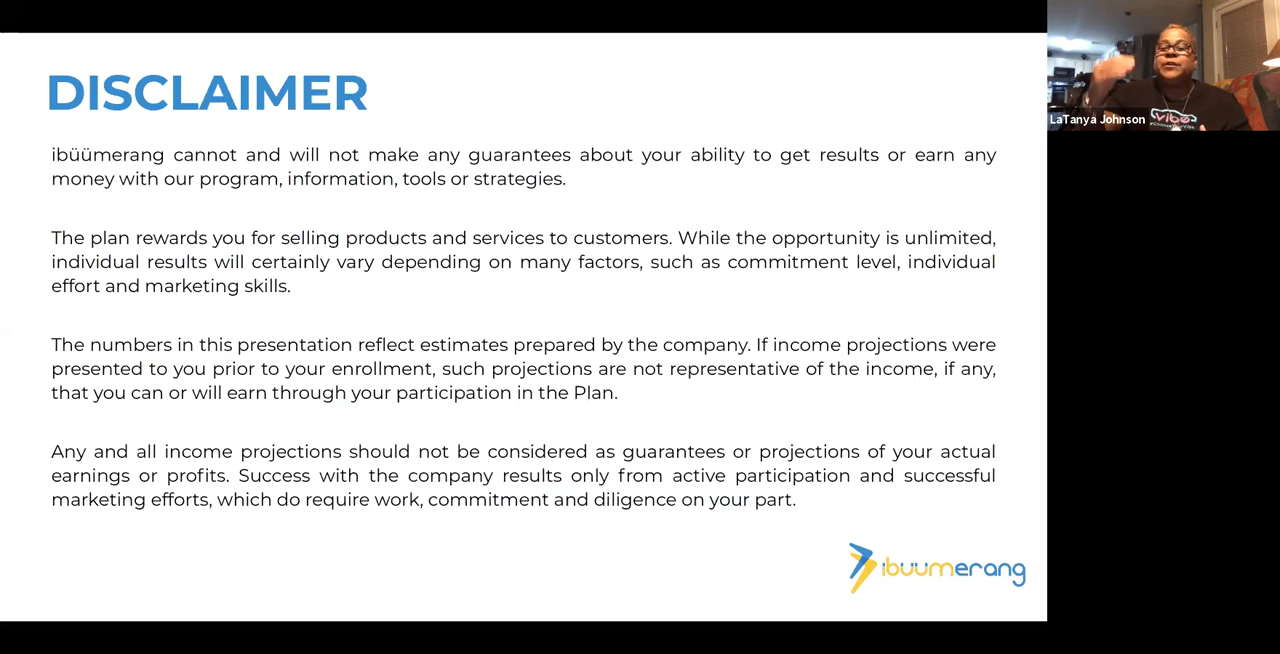 DISCLAIMER
ibüümerang cannot and will not make any guarantees about your ability to get results or earn any
money with our program, information, tools or strategies.
The plan rewards you for selling products and services to customers. While the opportunity is unlimited,
individual results will certainly vary depending on many factors, such as commitment level, individual
effort and marketing skills.
The numbers in this presentation reflect estimates prepared by the company. If income projections were
presented to you prior to your enrollment, such projections are not representative of the income, if any,
that you can or will earn through your participation in the Plan.
Any and all income projections should not be considered as guarantees or projections of your actual
earnings or profits. Success with the company results only from active participation and successful
marketing efforts, which do require work, commitment and diligence on your part.
ibuumerang
LaTanya Johnson
vibe